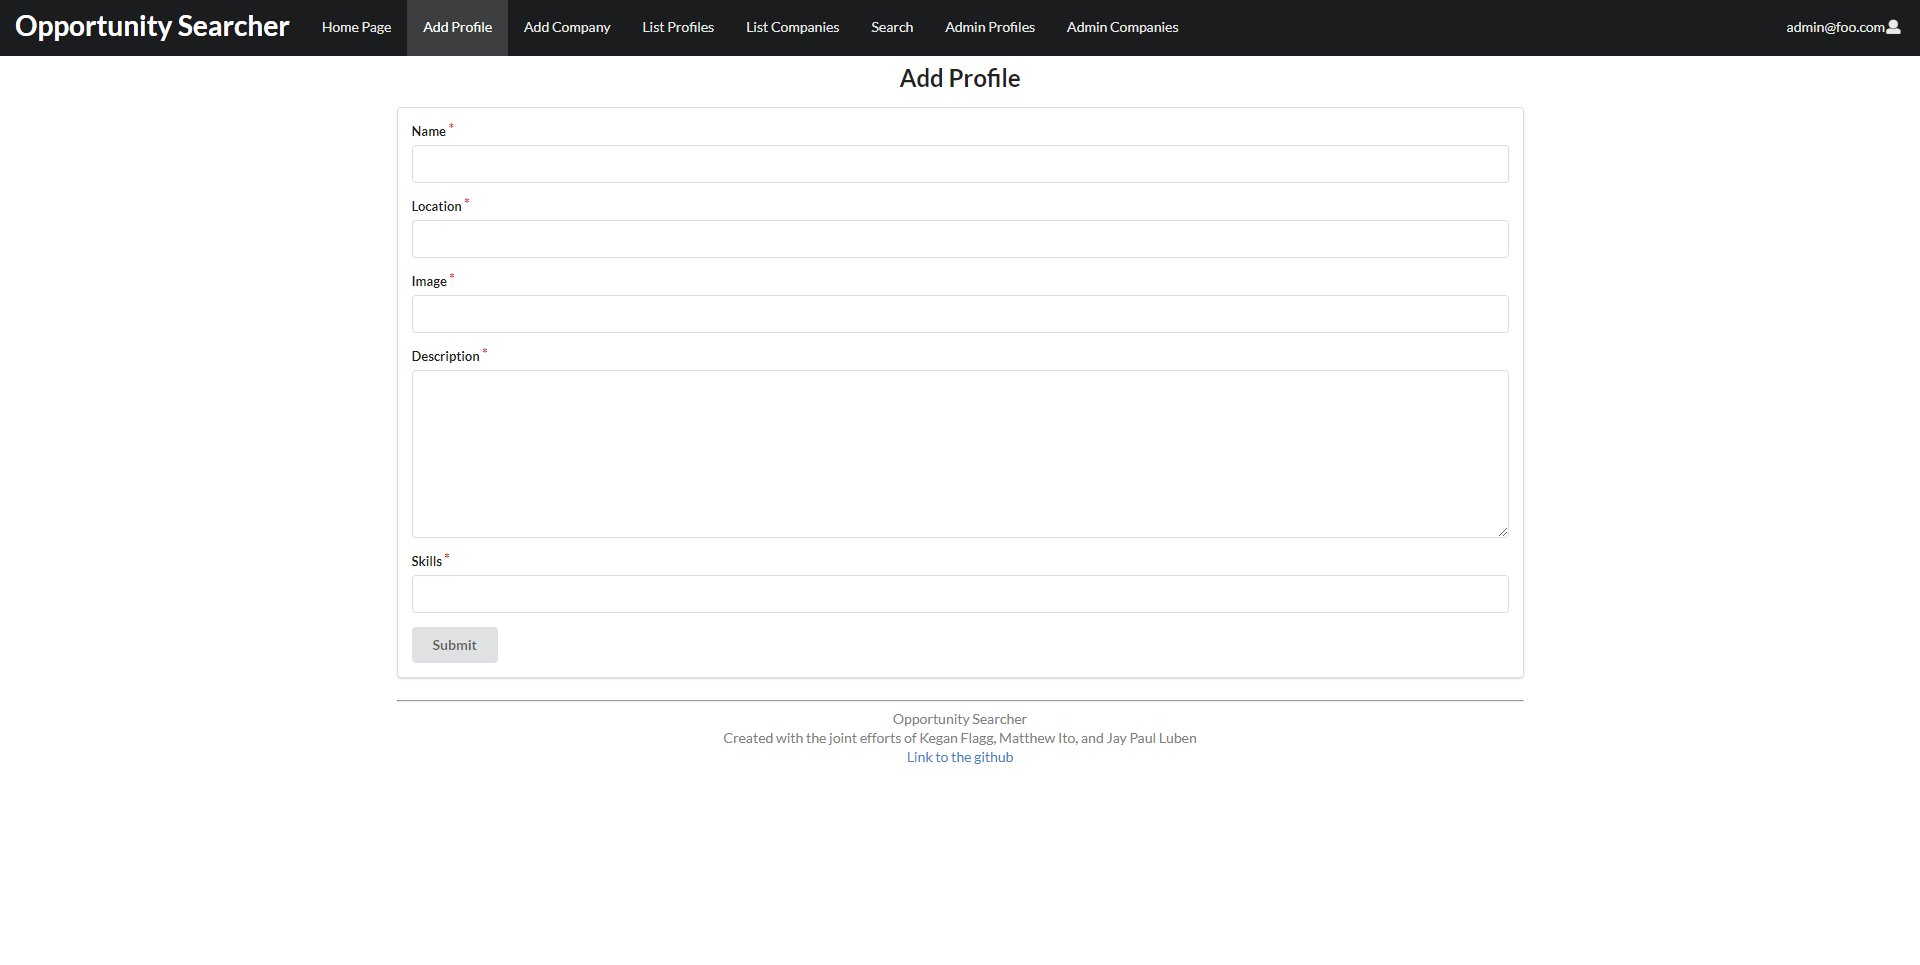 Opportunity Searcher Home Page Add Profile Add Company List Profiles List Companies Search Admin Profiles Admin Companies admin@foo.com
Add Profile
Name *
Location *
Image *
Description *
Skills *
Submit
Opportunity Searcher
Created with the joint efforts of Kegan Flagg, Matthew Ito, and Jay Paul Luben
Link to the github